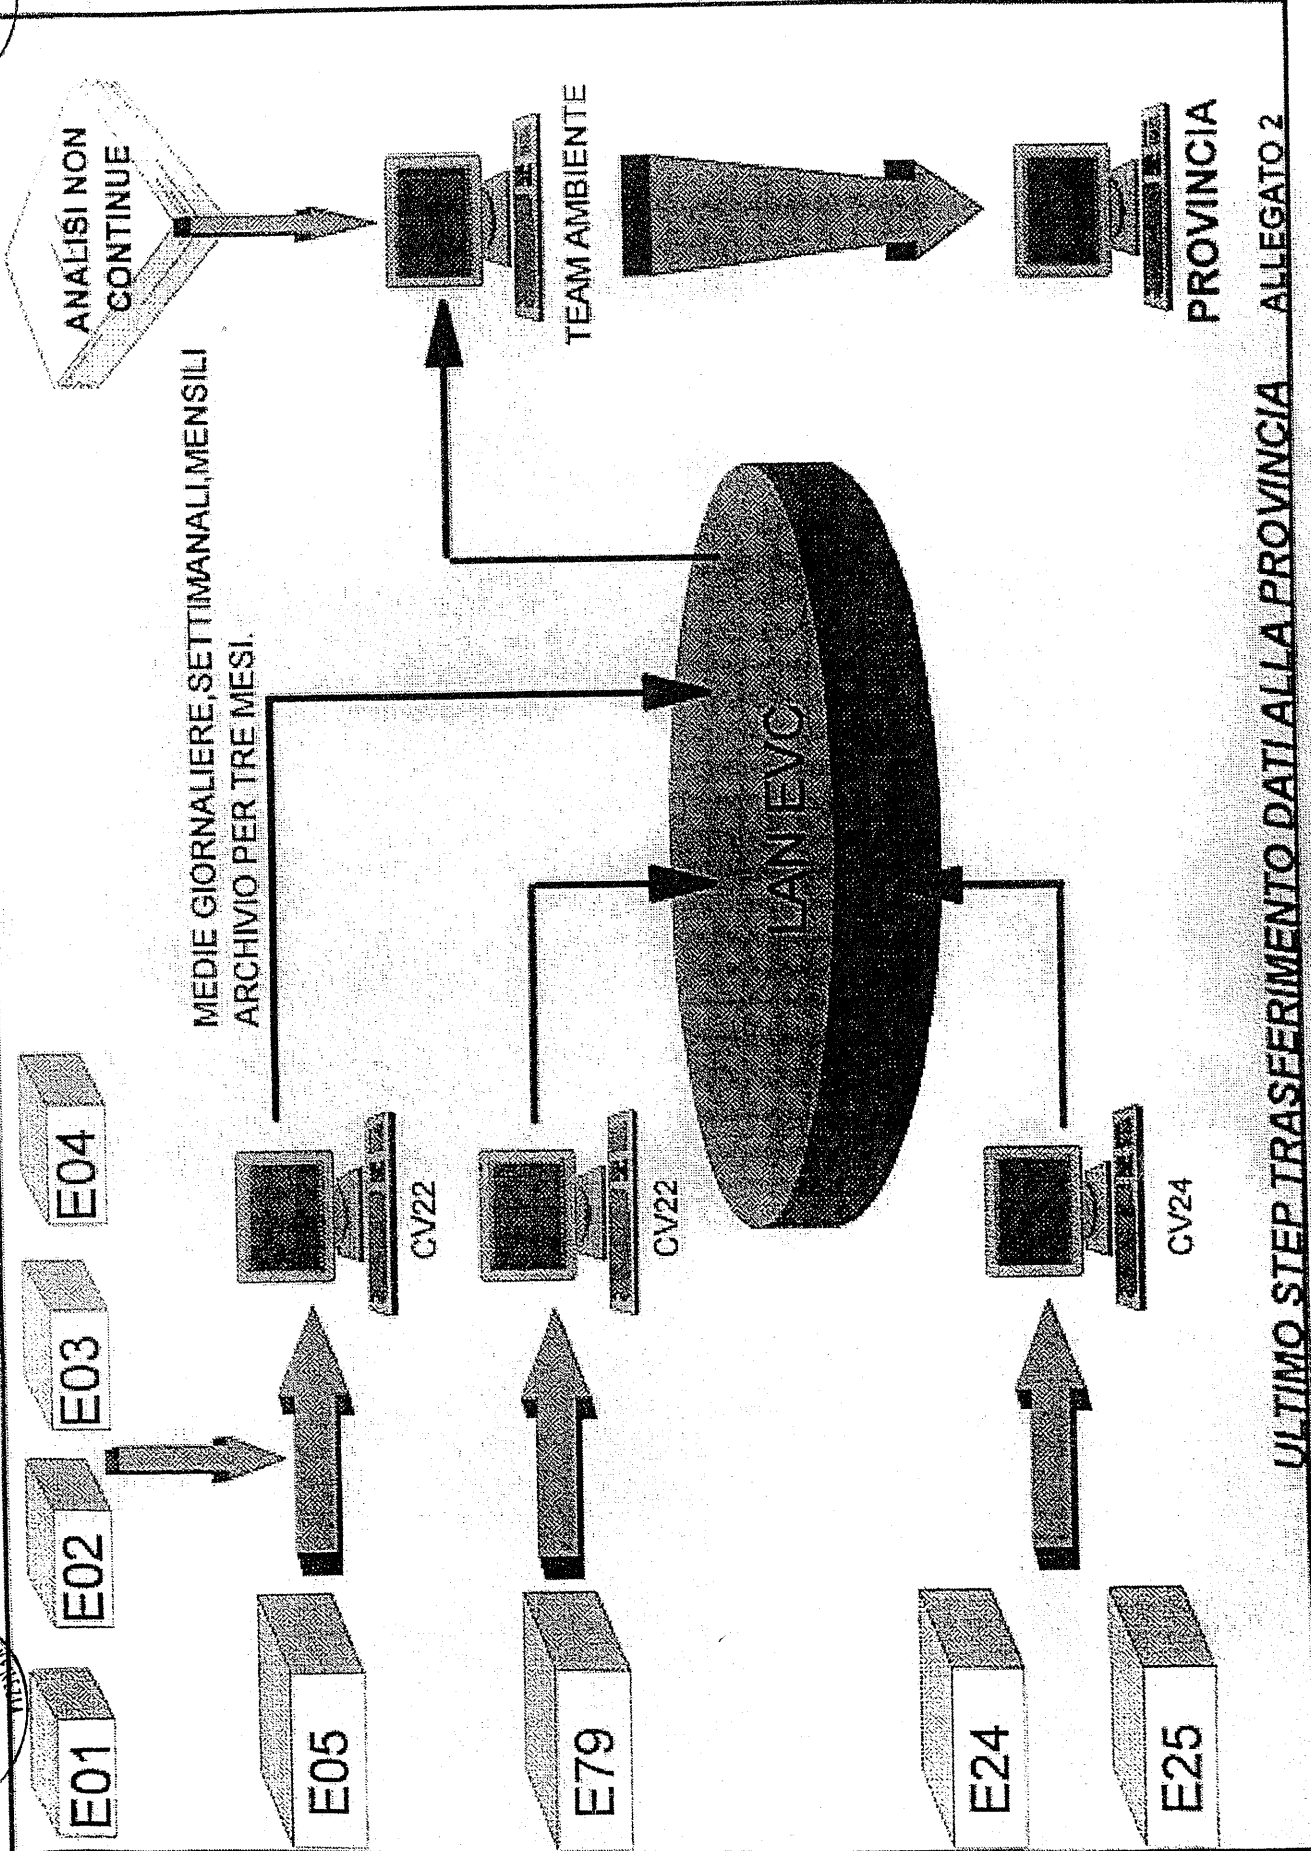 E01
E02
E03
E04
ANALISI NON
CONTINUE
MEDIE GIORNALIERE,SETTIMANALI,MENSILI
ARCHIVIO PER TRE MESI.
E05
CV22
TEAM AMBIENTE
E79
CV22
LAN EVC
E24
E25
CV24
PROVINCIA
ULTIMO STEP TRASFERIMENTO DATI ALLA PROVINCIA ALLEGATO 2